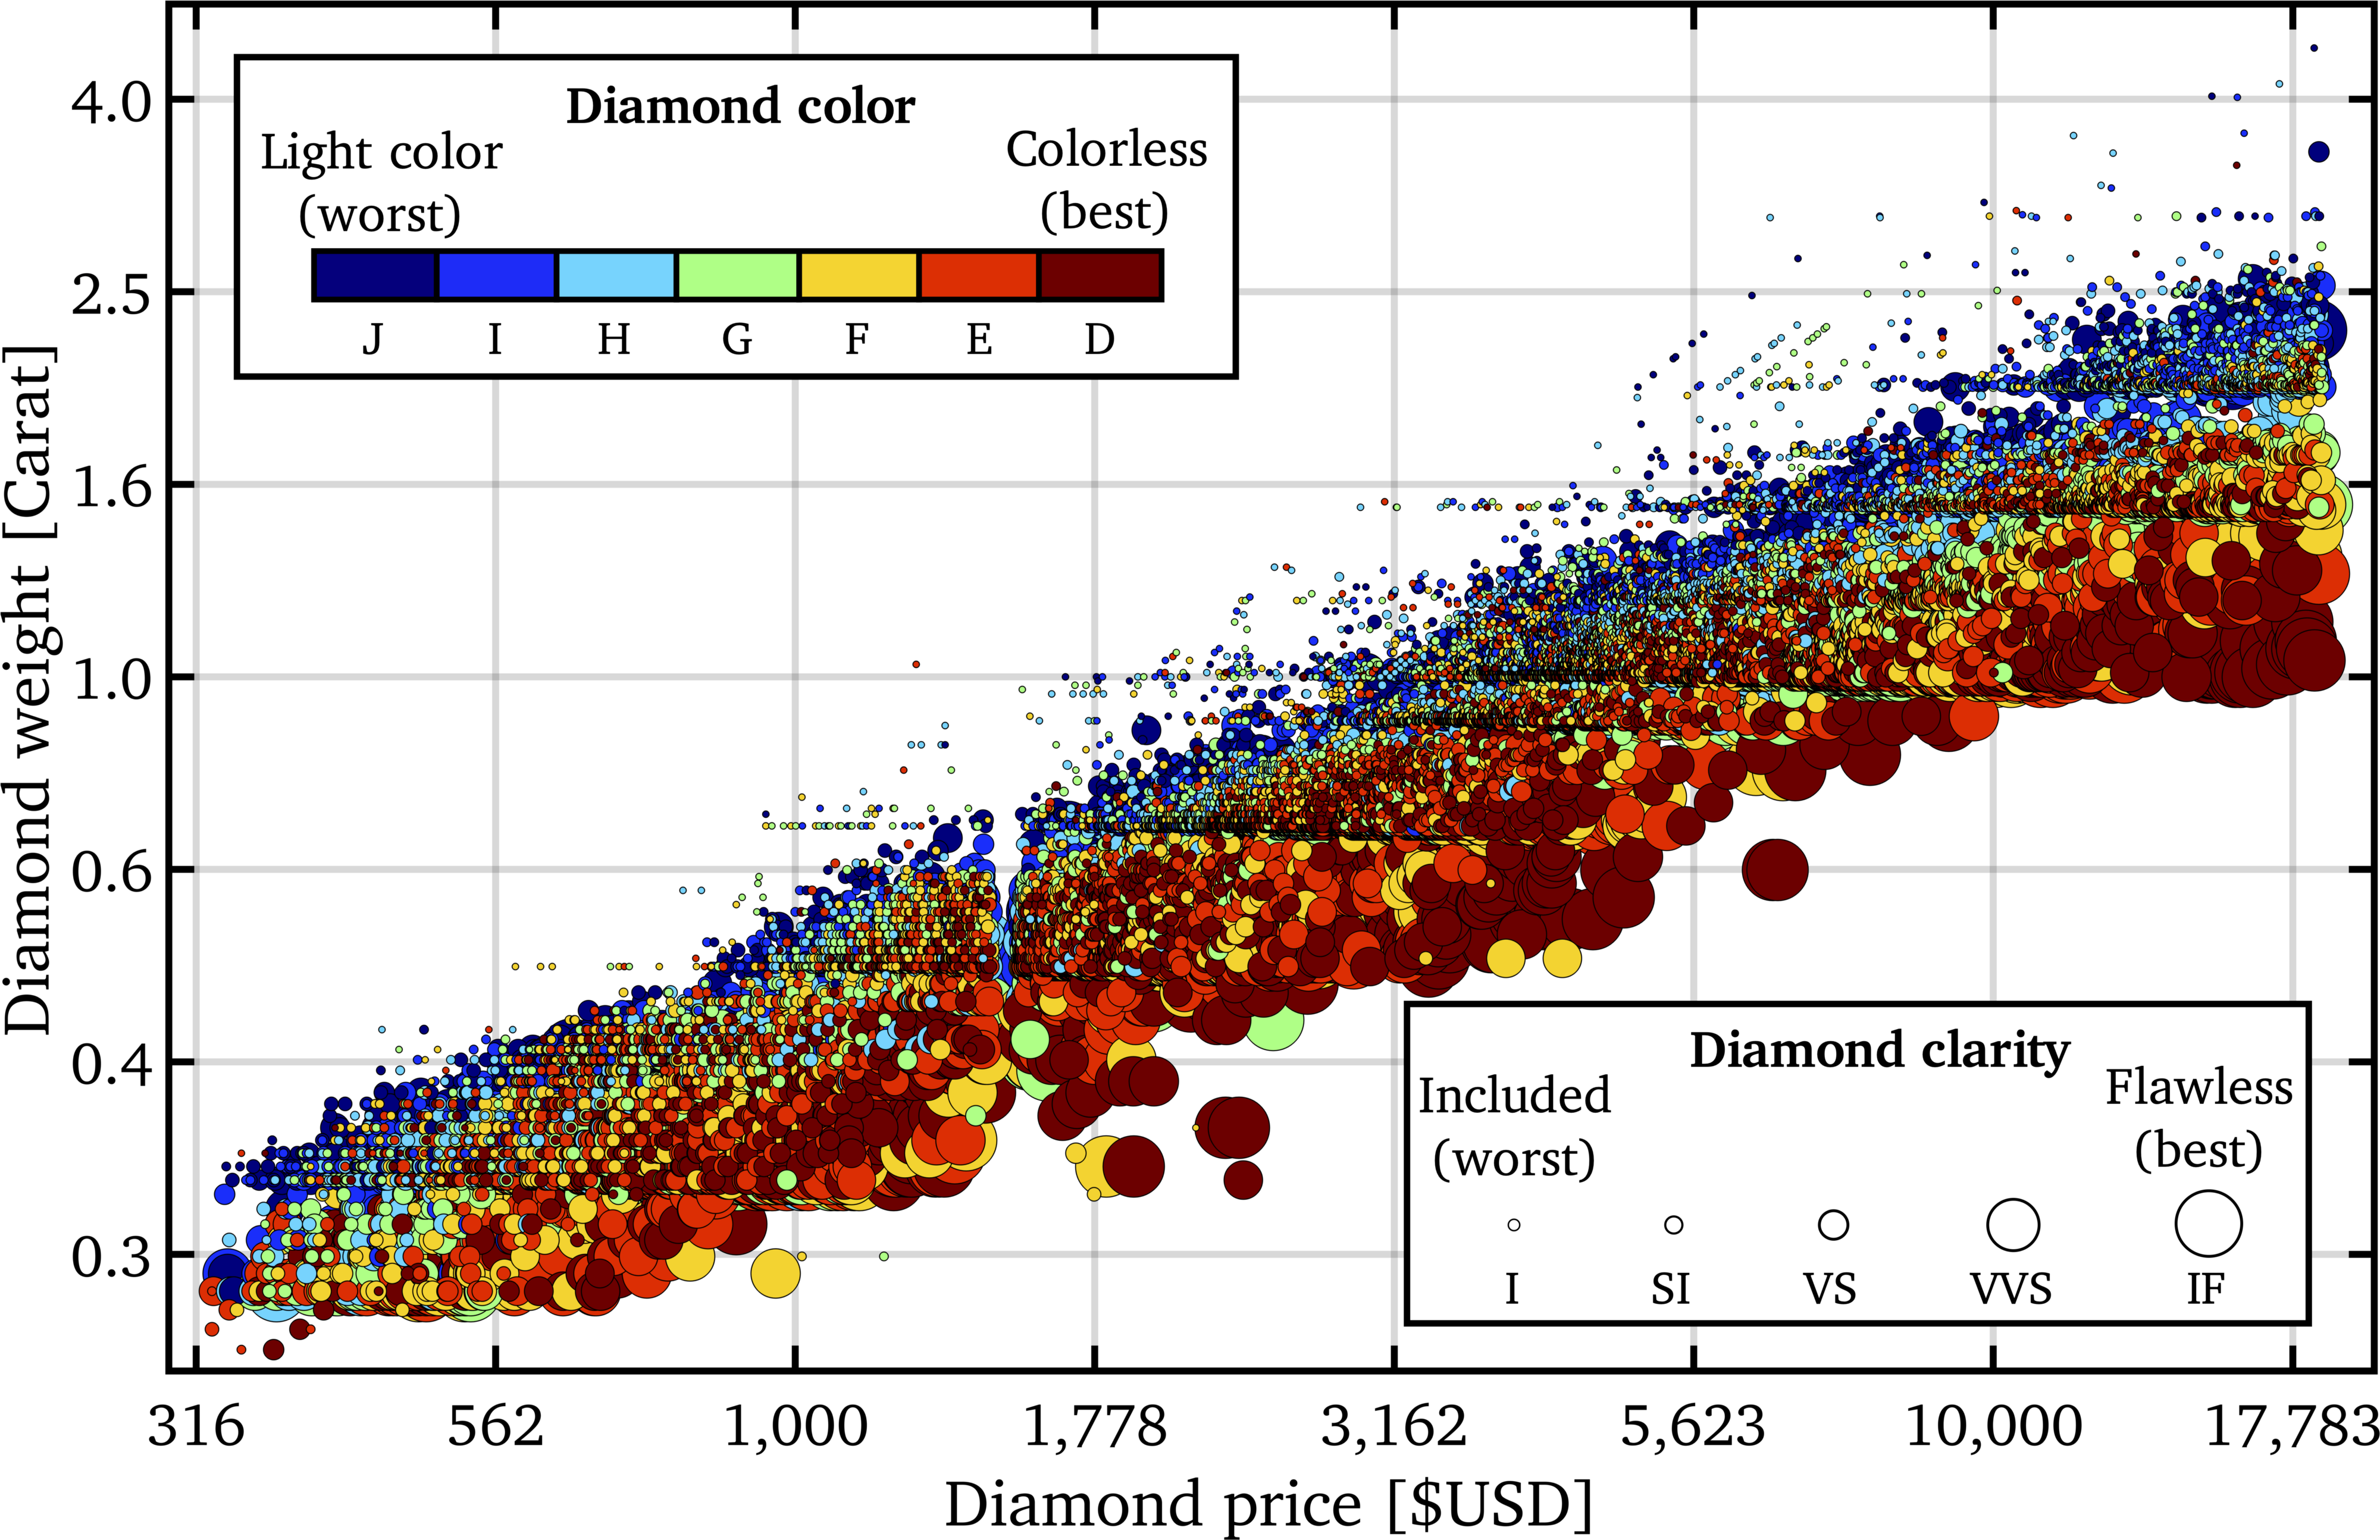 Diamond color
Light color
(worst)
Colorless
(best)
J I H G F E D
Diamond weight [Carat]
4.0
2.5
1.6
1.0
0.6
0.4
0.3
Diamond clarity
Included
(worst)
Flawless
(best)
I SI VS VVS IF
316 562 1,000 1,778 3,162 5,623 10,000 17,783
Diamond price [$USD]